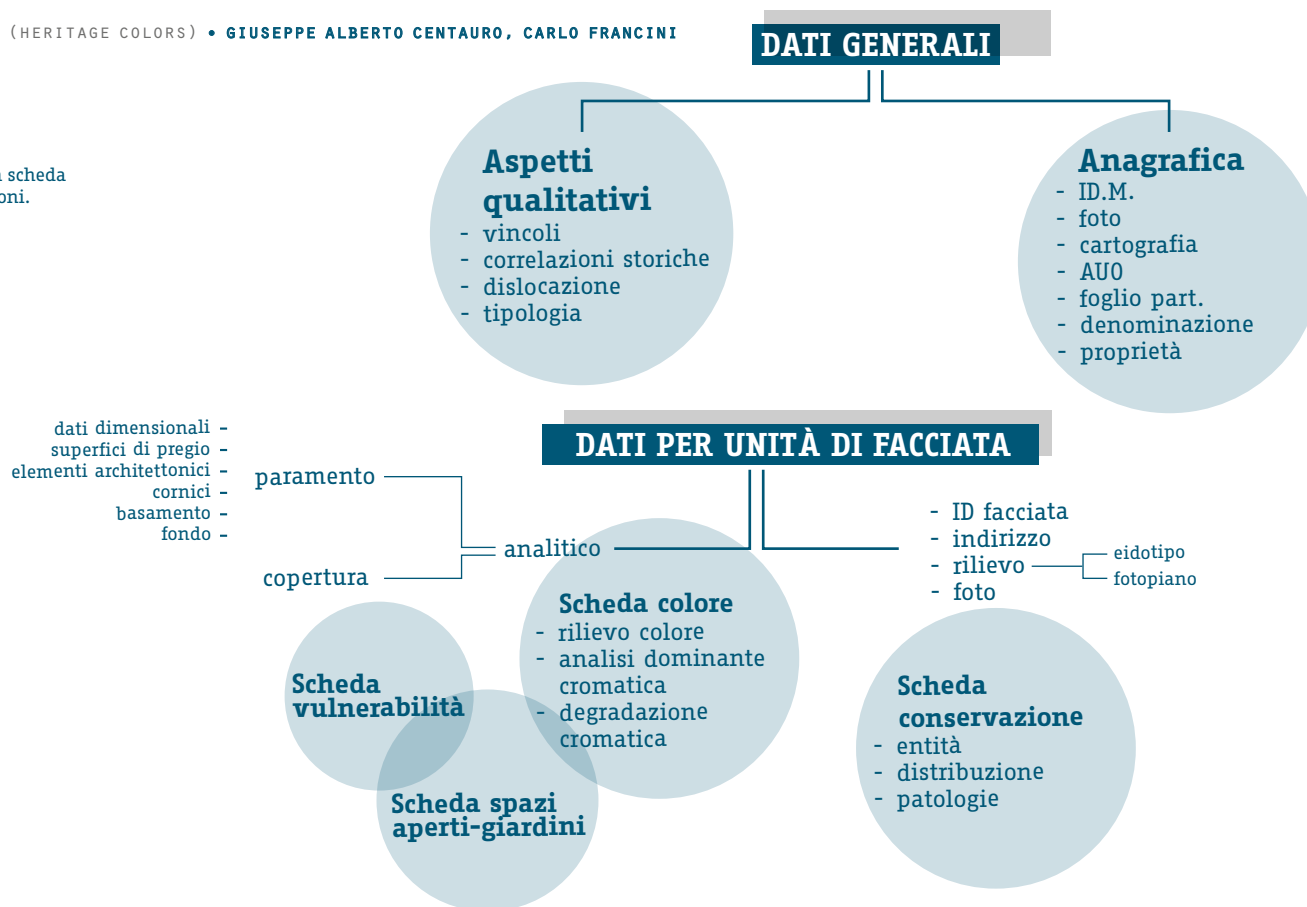 (HERITAGE COLORS) • GIUSEPPE ALBERTO CENTAURO, CARLO FRANCINI
scheda
oni.
DATI GENERALI
Aspetti
qualitativi
- vincoli
- correlazioni storiche
- dislocazione
- tipologia
Anagrafica
- ID.M.
- foto
- cartografia
- AUO
- foglio part.
- denominazione
- proprietà
DATI PER UNITÀ DI FACCIATA
dati dimensionali -
superfici di pregio -
elementi architettonici -
cornici -
basamento -
fondo -
paramento
copertura
analitico
- ID facciata
- indirizzo
- rilievo
- foto
eidotipo
fotopiano
Scheda colore
- rilievo colore
- analisi dominante
cromatica
- degradazione
cromatica
Scheda
vulnerabilità
Scheda spazi
aperti-giardini
Scheda
conservazione
- entità
- distribuzione
- patologie